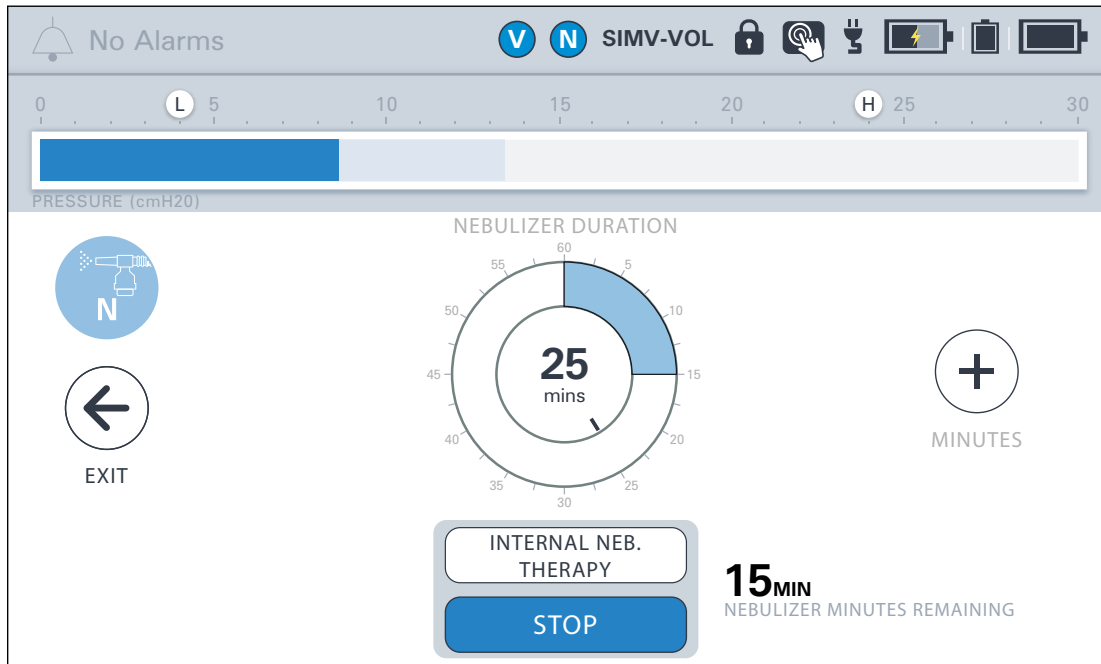 No Alarms
V N SIMV-VOL
0 L 5 10 15 20 H 25 30
PRESSURE (cmH20)
NEBULIZER DURATION
60
55 5
50 10
45 15
40 20
35 25
30
25
mins
N
EXIT
MINUTES
INTERNAL NEB.
THERAPY
STOP
15MIN
NEBULIZER MINUTES REMAINING